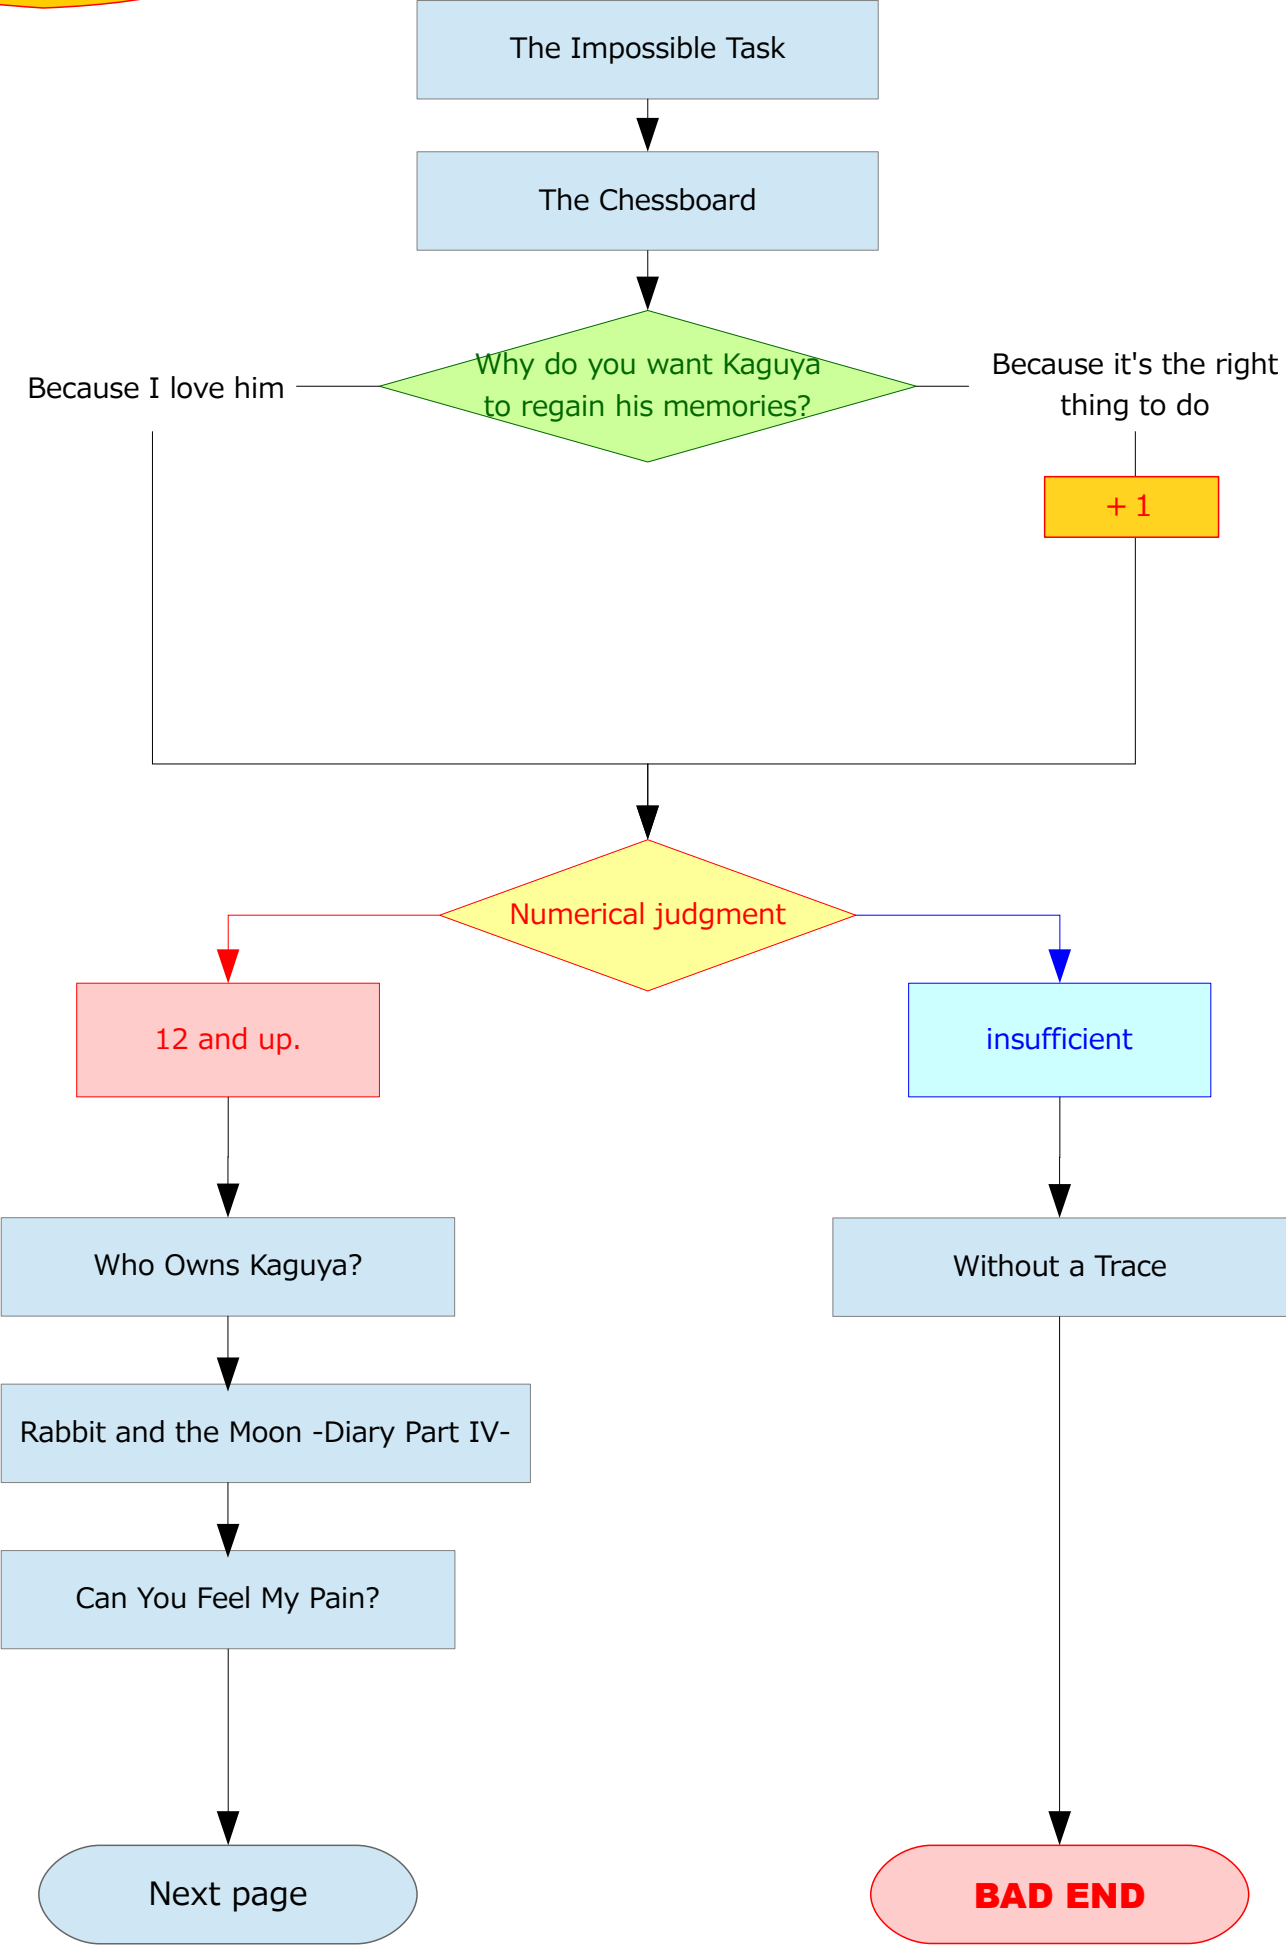 The Impossible Task
The Chessboard
Why do you want Kaguya
to regain his memories?
Because I love him
Because it's the right
thing to do
+1
Numerical judgment
12 and up.
insufficient
Who Owns Kaguya?
Without a Trace
Rabbit and the Moon -Diary Part IV-
Can You Feel My Pain?
Next page
BAD END